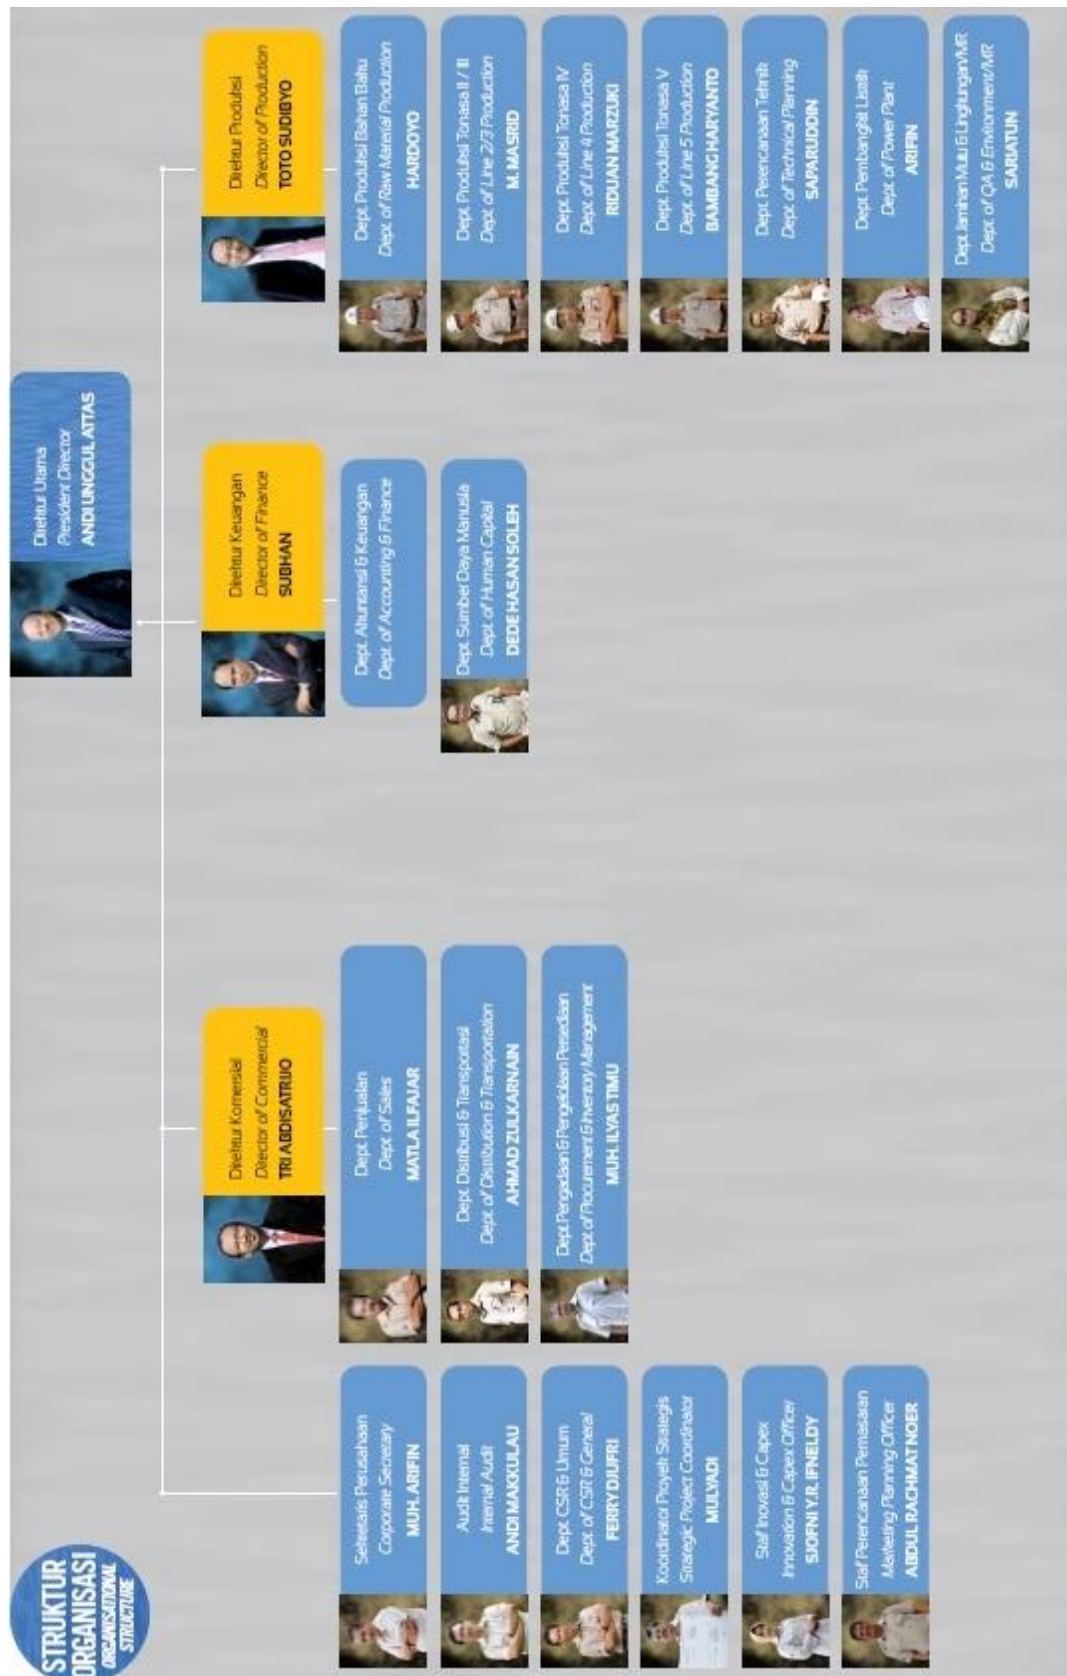 STRUKTUR
ORGANISASI
ORGANISATIONAL
STRUCTURE
Direktur Utama
President Director
ANDI UNGGUL ATTAS
Direktur Komersial
Director of Commercial
TRI ABDISATRIJO
Direktur Keuangan
Director of Finance
SUBHAN
Direktur Produksi
Director of Production
TOTO SUDIBYO
Sekretaris Perusahaan
Corporate Secretary
MUH. ARIFIN
Audit Internal
Internal Audit
ANDI MAKKULAU
Dept CSR & Umum
Dept. of CSR & General
FERRY DJUFRI
Koordinator Proyek Strategis
Strategic Project Coordinator
MULYADI
Staf Inovasi & Capex
Innovation & Capex Officer
SJOFNI Y.R. IFNELDY
Staf Perencanaan Pemasaran
Marketing Planning Officer
ABDUL RACHMAT NOER
Dept Penjualan
Dept of Sales
MATLA ILFAJAR
Dept Distribusi & Transportasi
Dept. of Distribution & Transportation
AHMAD ZULKARNAIN
Dept Pengadaan & Pengelolaan Persediaan
Dept of Procurement & Inventory Management
MUH. ILYAS TIMU
Dept. Akuntansi & Keuangan
Dept. of Accounting & Finance
Dept. Sumber Daya Manusia
Dept. of Human Capital
DEDE HASAN SOLEH
Dept Produksi Bahan Baku
Dept. of Raw Material Production
HARDOYO
Dept. Produksi Tonasa II / III
Dept. of Line 2/3 Production
M. MASRID
Dept Produksi Tonasa IV
Dept. of Line 4 Production
RIDUAN MARZUKI
Dept Produksi Tonasa V
Dept. of Line 5 Production
BAMBANG HARYANTO
Dept. Perencanaan Teknik
Dept of Technical Planning
SAPARUDDIN
Dept Pembangkit Listrik
Dept of Power Plant
ARIFIN
Dept Jaminan Mutu & Lingkungan/MR
Dept. of QA & Environment/MR
SARIATUN